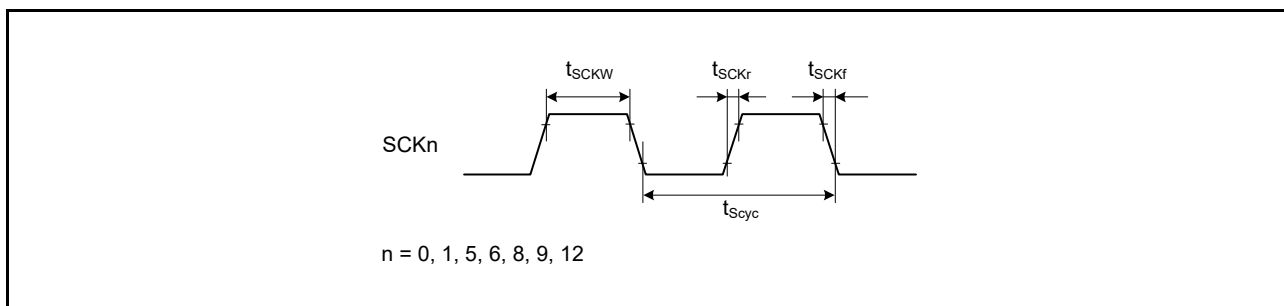 tSCKW tSCKr tSCKf
SCKn
tScyc
n = 0, 1, 5, 6, 8, 9, 12